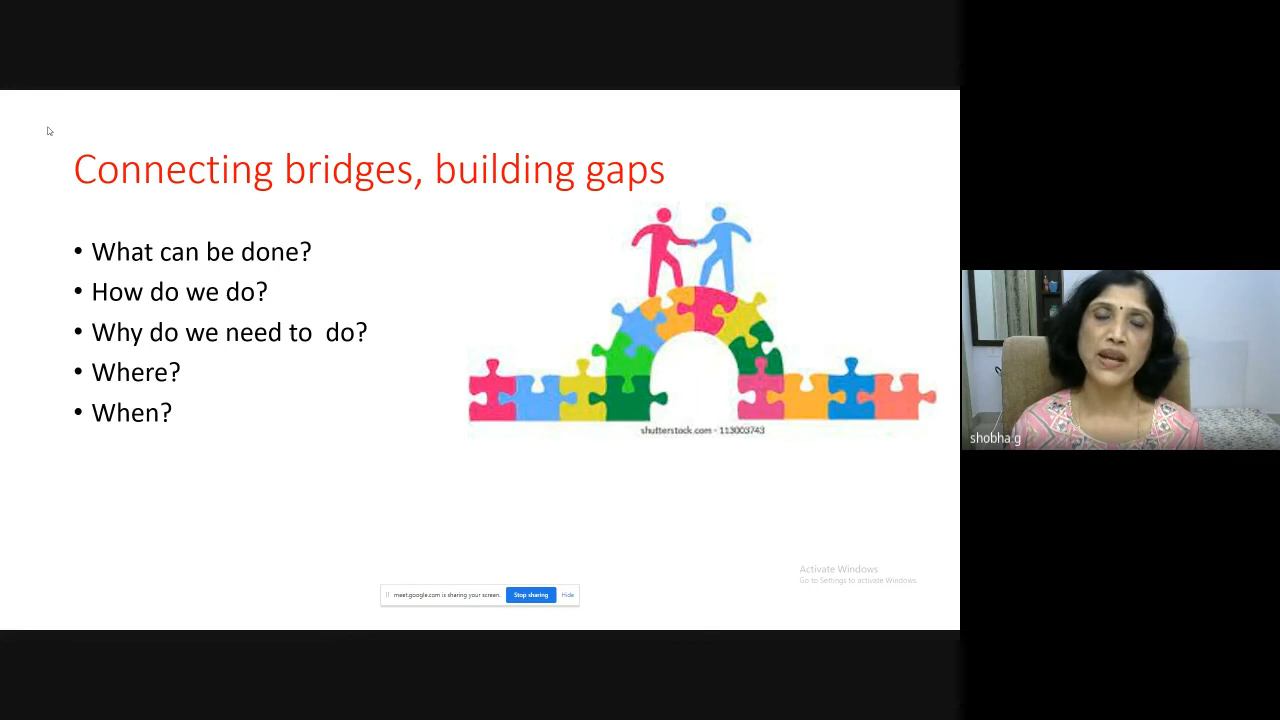 Connecting bridges, building gaps
• What can be done?
• How do we do?
• Why do we need to  do?
• Where?
• When?
shutterstock.com · 113003743
shobha g
Activate Windows
Go to Settings to activate Windows.
meet.google.com is sharing your screen.
Stop sharing
Hide